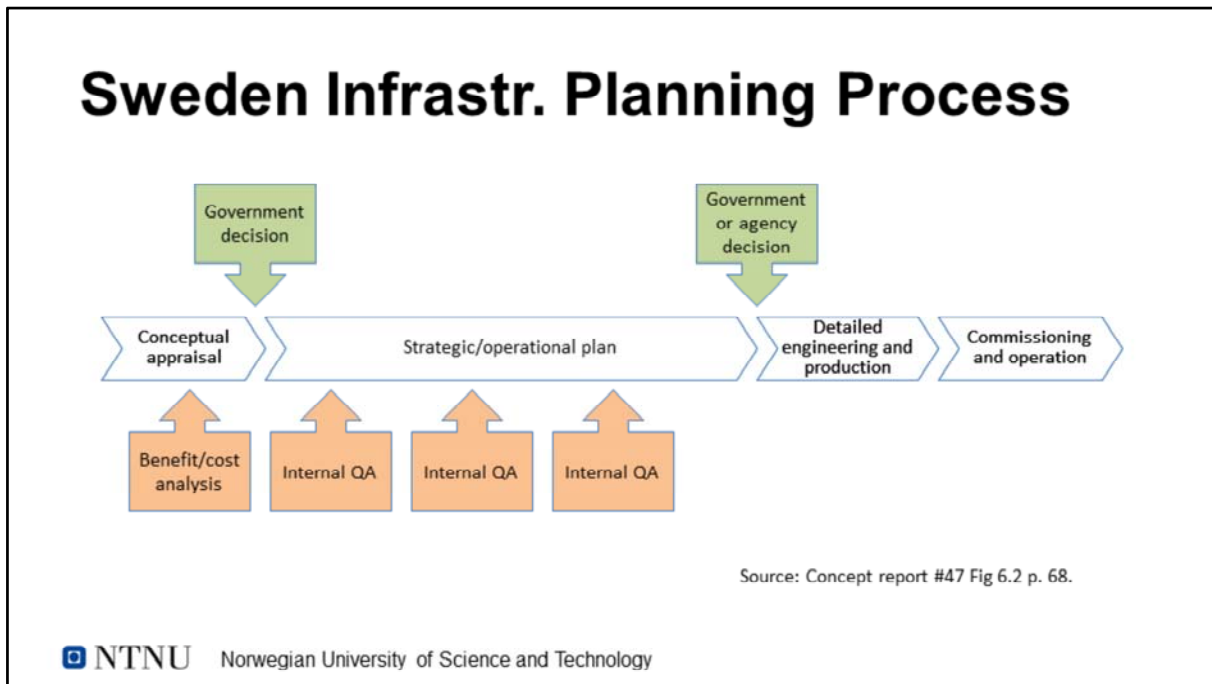 Sweden Infrastr. Planning Process
Government
decision
Government
or agency
decision
Conceptual
appraisal
Strategic/operational plan
Detailed
engineering and
production
Commissioning
and operation
Benefit/cost
analysis
Internal QA
Internal QA
Internal QA
Source: Concept report #47 Fig 6.2 p. 68.
NTNU Norwegian University of Science and Technology